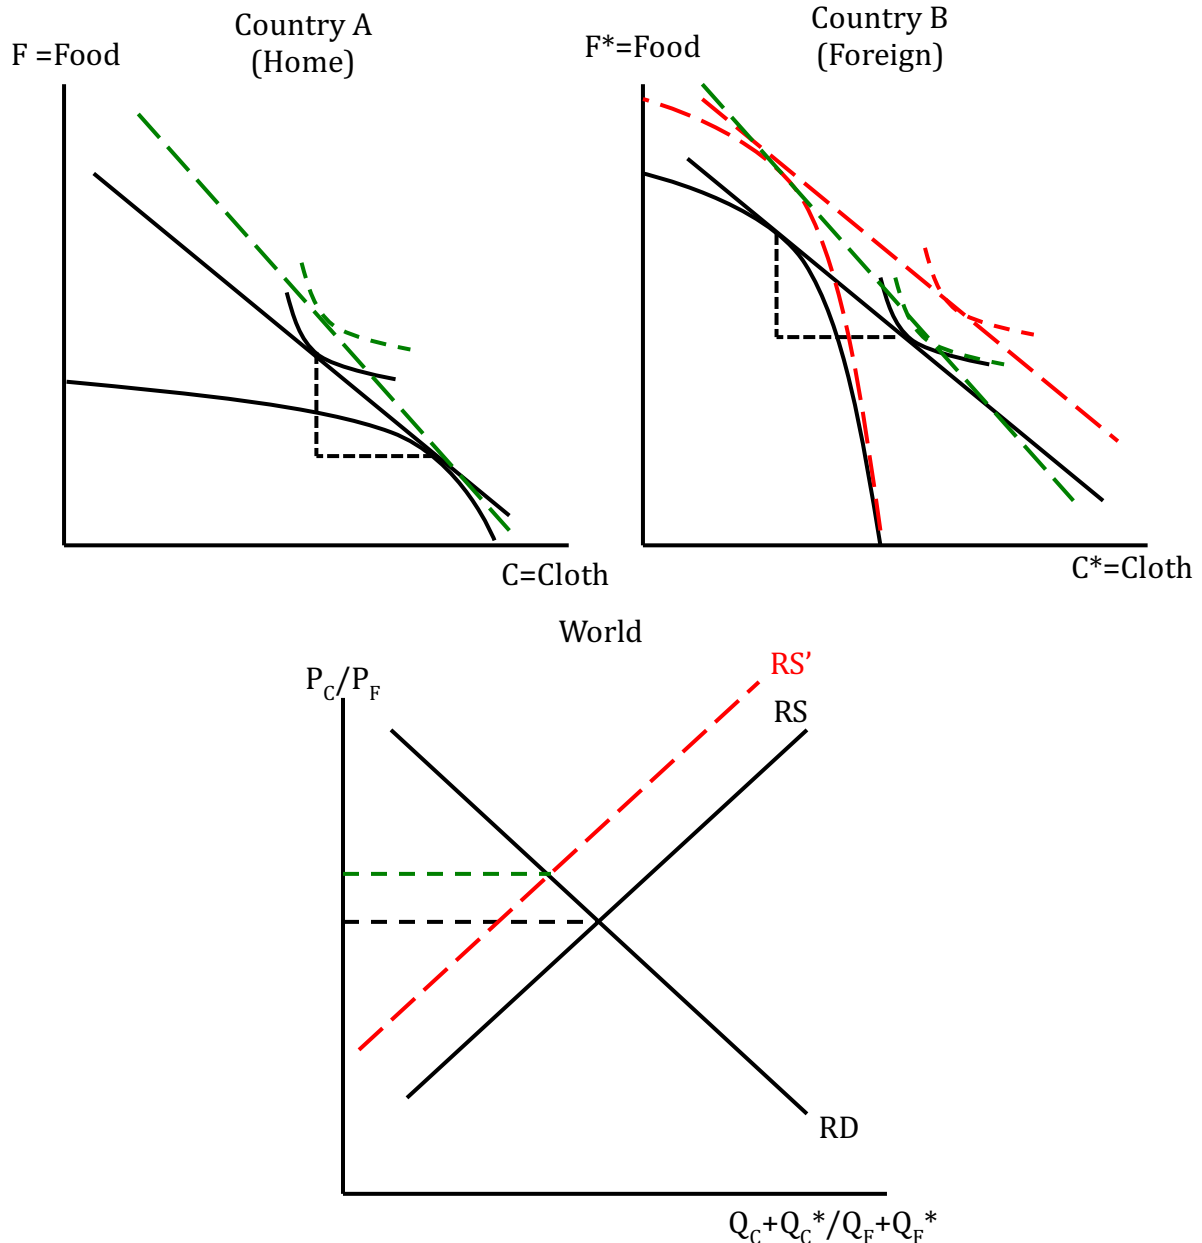 Country A
(Home)
F =Food
Country B
(Foreign)
F*=Food
C=Cloth
C*=Cloth
World
P_C/P_F
RS’
RS
RD
Q_C+Q_C*/Q_F+Q_F*